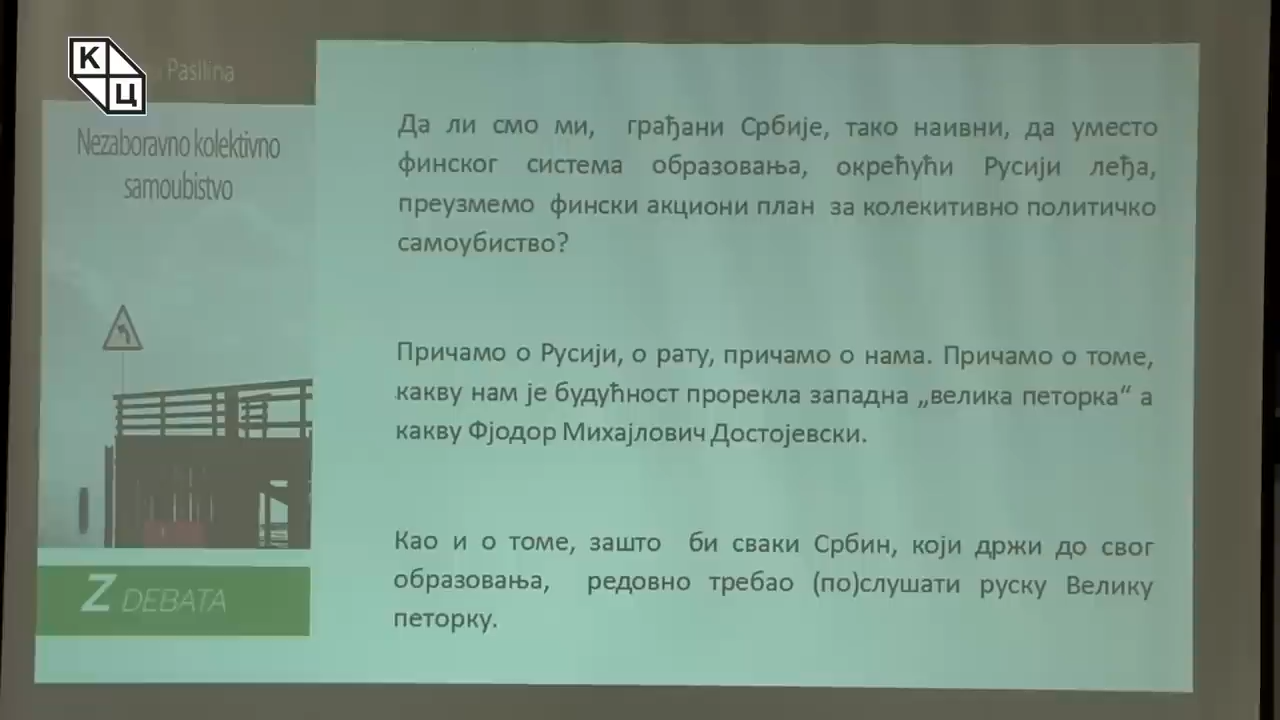 К
Ц
Pasilina
Nezaboravno kolektivno
samoubistvo
Z DEBATA
Да ли смо ми, грађани Србије, тако наивни, да уместо
финског система образовања, окрећући Русији леђа,
преузмемо фински акциони план за колекитивно политичко
самоубиство?
Причамо о Русији, о рату, причамо о нама. Причамо о томе,
какву нам је будућност прорекла западна „велика петорка“ а
какву Фјодор Михајлович Достојевски.
Као и о томе, зашто би сваки Србин, који држи до свог
образовања, редовно требао (по)слушати руску Велику
петорку.